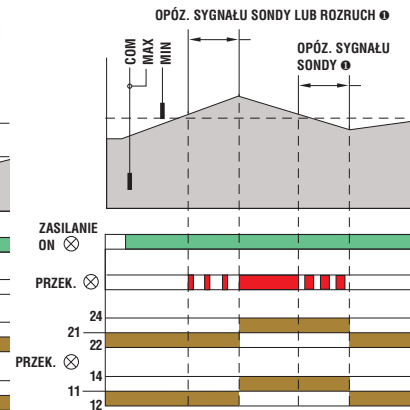 OPÓŹ. SYGNAŁU SONDY LUB ROZRUCH ❶
OPÓŹ. SYGNAŁU
SONDY ❶
COM
MAX
MIN
ZASILANIE
ON
PRZEK.
24
21
22
PRZEK.
14
11
12